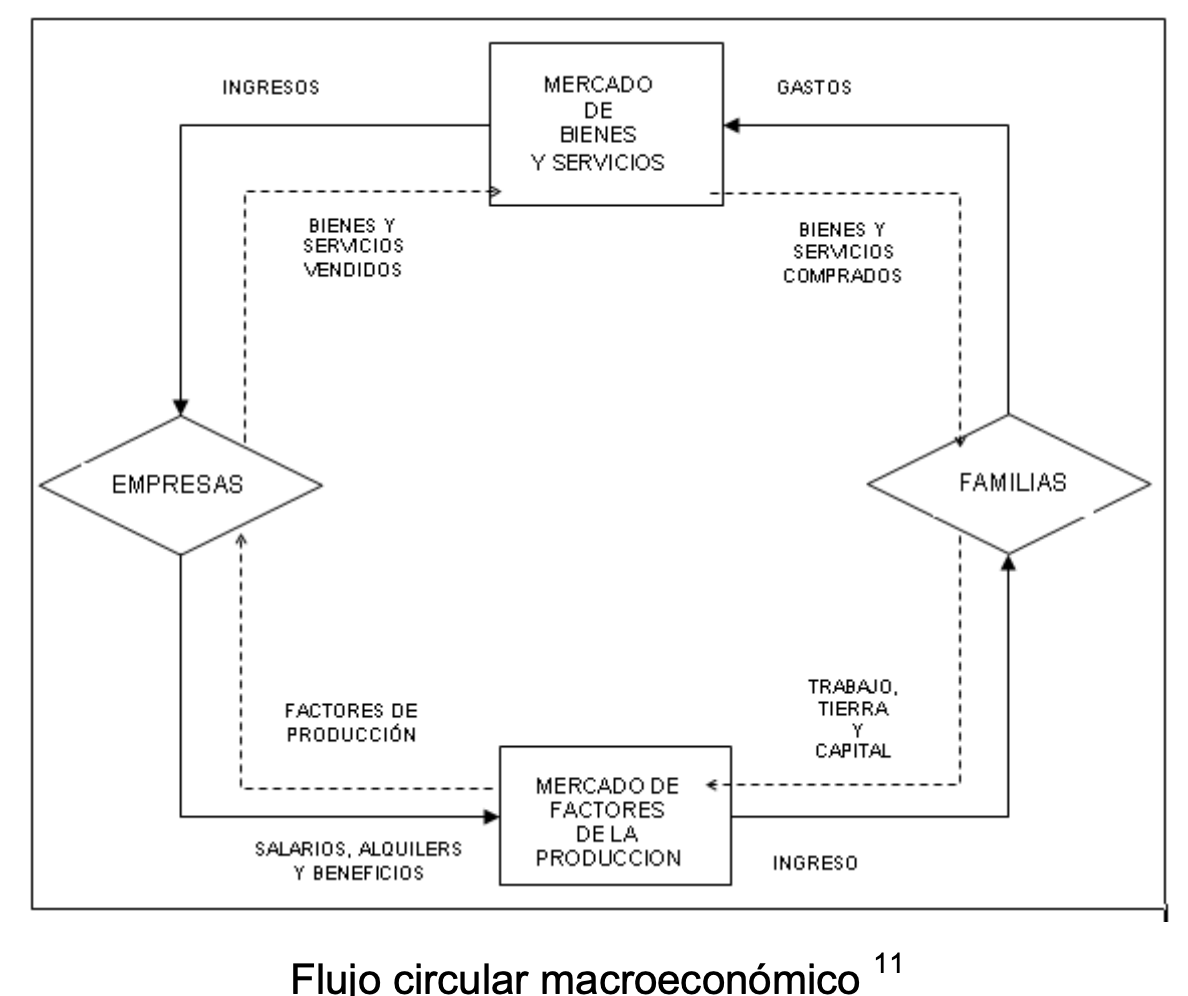 INGRESOS
MERCADO
DE
BIENES
Y SERVICIOS
GASTOS
BIENES Y
SERVICIOS
VENDIDOS
BIENES Y
SERVICIOS
COMPRADOS
EMPRESAS
FAMILIAS
FACTORES DE
PRODUCCIÓN
TRABAJO,
TIERRA
Y
CAPITAL
MERCADO DE
FACTORES
DE LA
PRODUCCION
SALARIOS, ALQUILERS
Y BENEFICIOS
INGRESO
Flujo circular macroeconómico 11